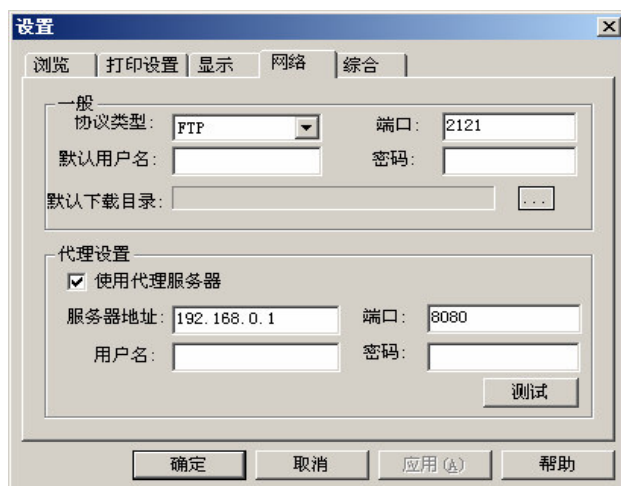 设置
浏览 打印设置 显示 网络 综合
一般
协议类型: FTP 端口: 2121
默认用户名: 密码:
默认下载目录: ...
代理设置
使用代理服务器
服务器地址: 192.168.0.1 端口: 8080
用户名: 密码:
测试
确定 取消 应用(A) 帮助